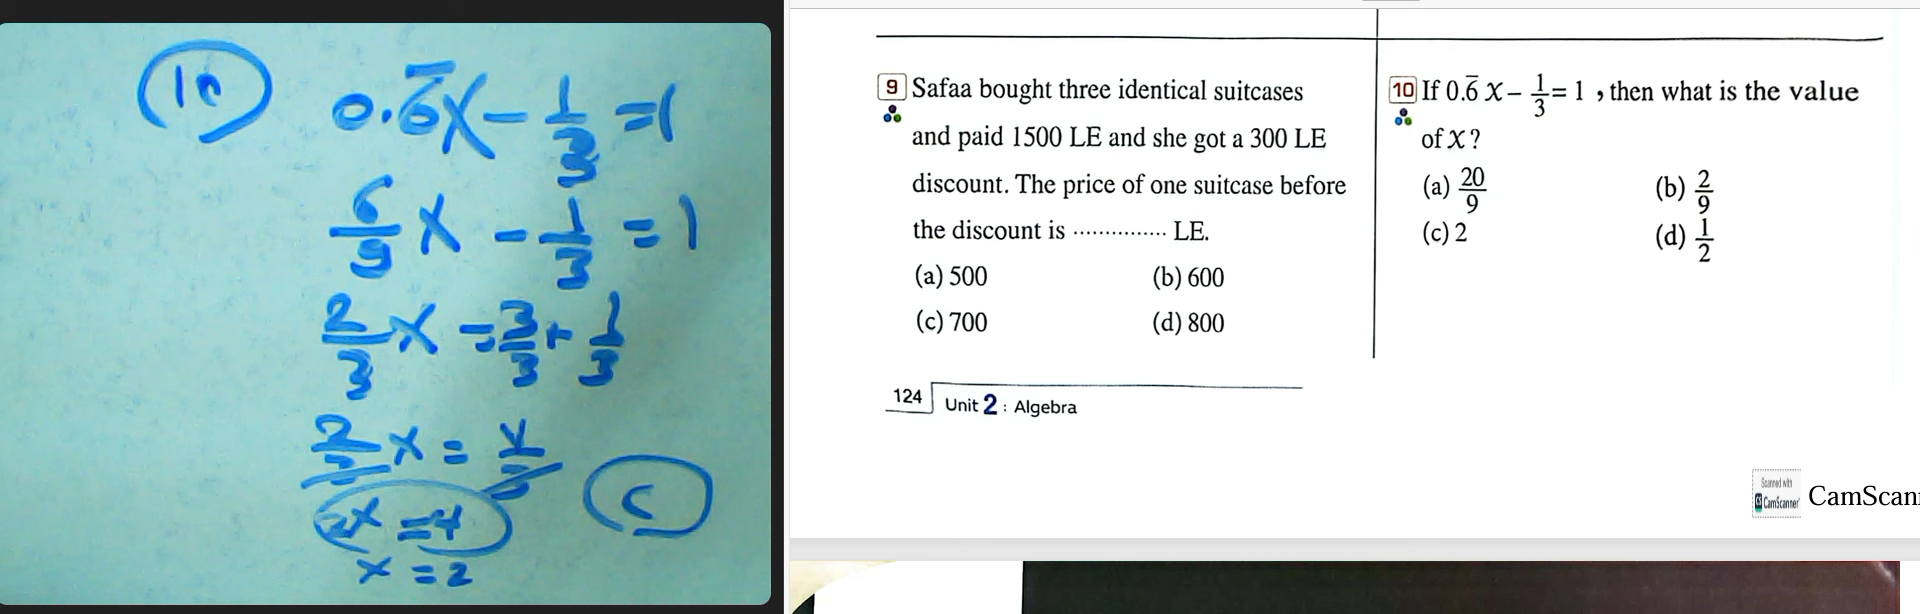 10
0.6̅x - 1/3 = 1
6/9 x - 1/3 = 1
2/3 x = 3/3 + 1/3
2/3 x = 4/3
2x = 4
x = 2
c
9 Safaa bought three identical suitcases
and paid 1500 LE and she got a 300 LE
discount. The price of one suitcase before
the discount is ............... LE.
(a) 500 (b) 600
(c) 700 (d) 800
10 If 0.6̅ x - 1/3 = 1 , then what is the value
of x ?
(a) 20/9 (b) 2/9
(c) 2 (d) 1/2
124 Unit 2 : Algebra
Scanned with
CS CamScanner